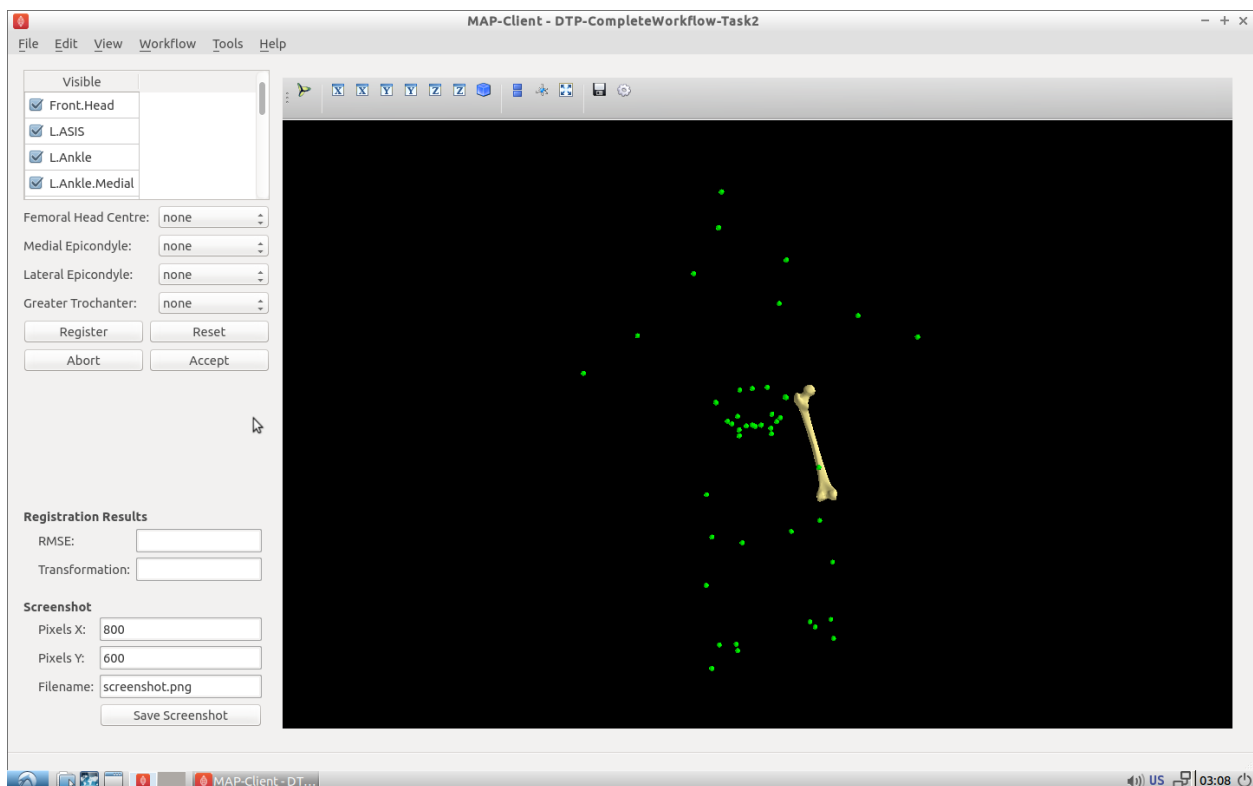 MAP-Client - DTP-CompleteWorkflow-Task2
File Edit View Workflow Tools Help
Visible
Front.Head
L.ASIS
L.Ankle
L.Ankle.Medial
X X Y Y Z Z
Femoral Head Centre: none
Medial Epicondyle: none
Lateral Epicondyle: none
Greater Trochanter: none
Register Reset
Abort Accept
Registration Results
RMSE:
Transformation:
Screenshot
Pixels X: 800
Pixels Y: 600
Filename: screenshot.png
Save Screenshot
MAP-Client - DT... US 03:08